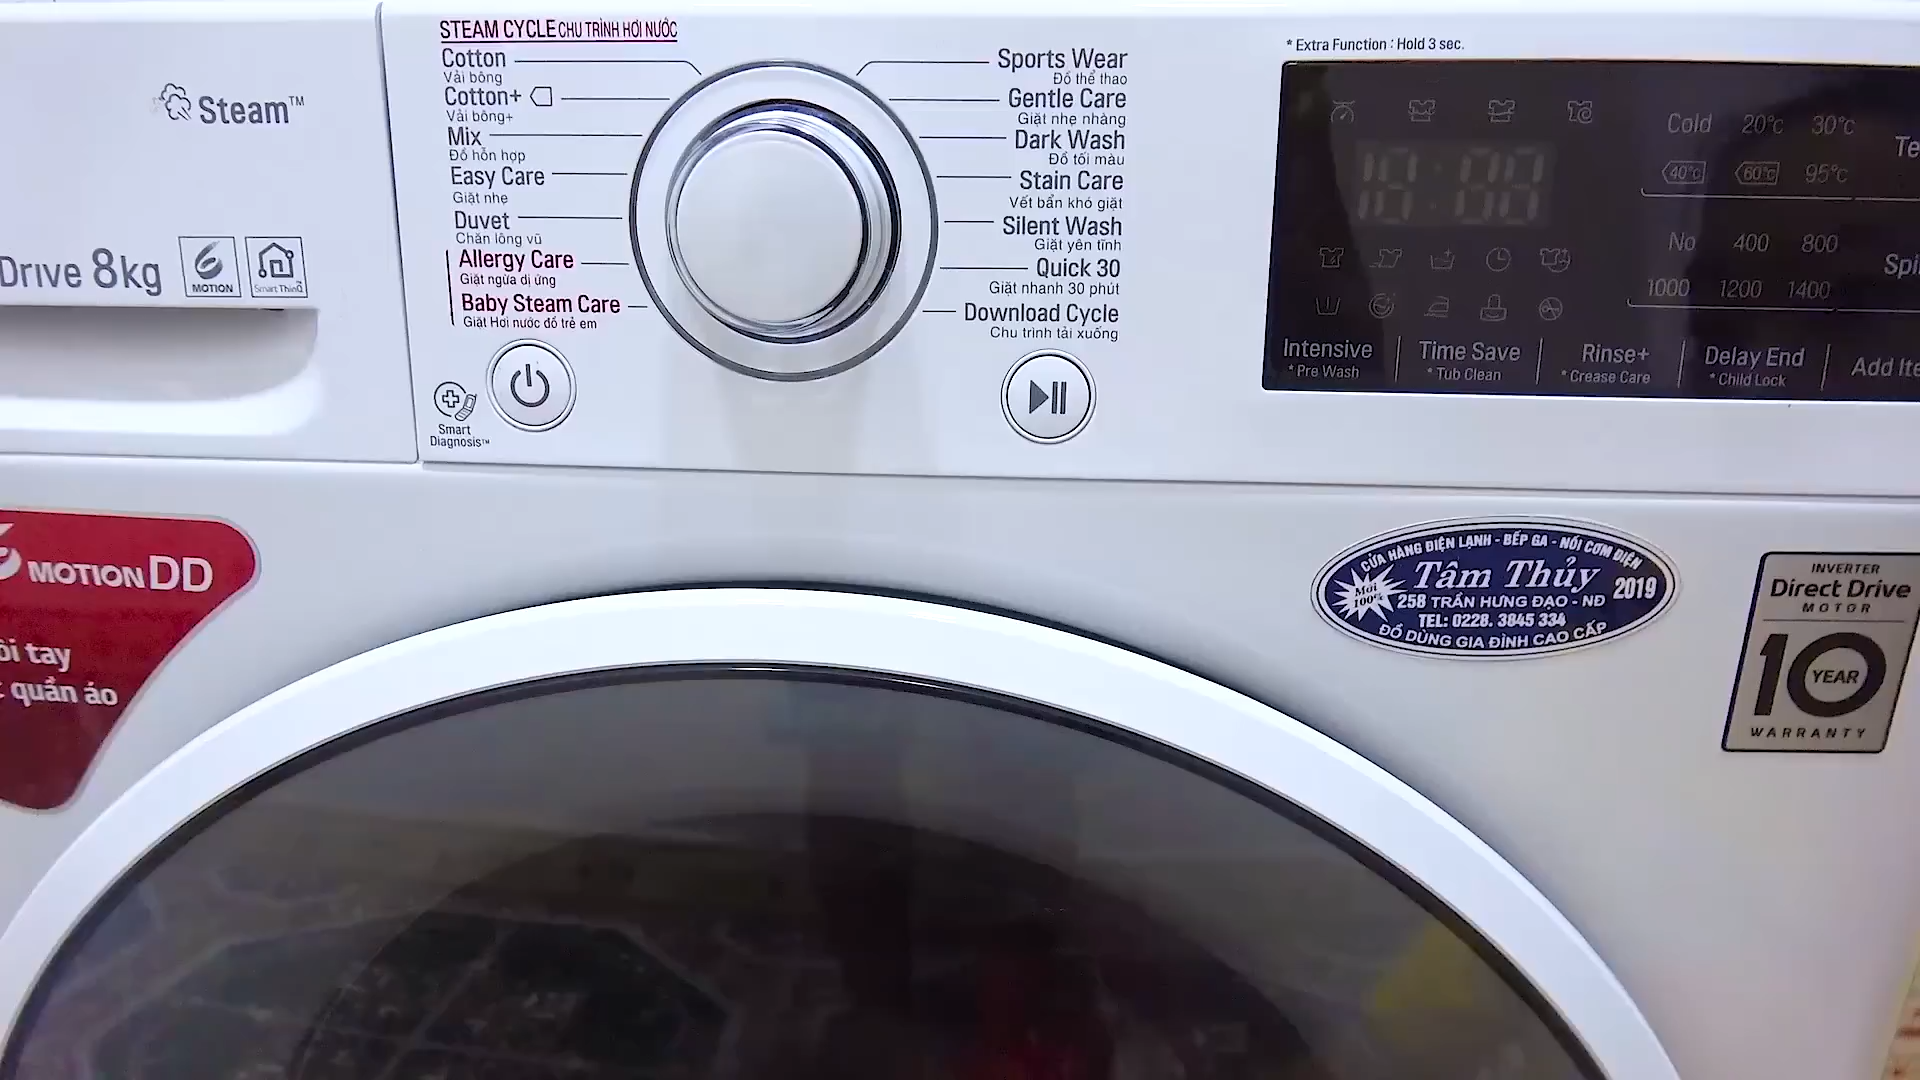 Steam™
Drive 8kg
MOTION
Smart ThinQ
STEAM CYCLE CHU TRÌNH HƠI NƯỚC
Cotton
Vải bông
Cotton+
Vải bông+
Mix
Đồ hỗn hợp
Easy Care
Giặt nhẹ
Duvet
Chăn lông vũ
Allergy Care
Giặt ngừa dị ứng
Baby Steam Care
Giặt Hơi nước đồ trẻ em
Smart
Diagnosis™
Sports Wear
Đồ thể thao
Gentle Care
Giặt nhẹ nhàng
Dark Wash
Đồ tối màu
Stain Care
Vết bẩn khó giặt
Silent Wash
Giặt yên tĩnh
Quick 30
Giặt nhanh 30 phút
Download Cycle
Chu trình tải xuống
* Extra Function : Hold 3 sec.
Cold 20°C 30°C
40°C 60°C 95°C
No 400 800
1000 1200 1400
18:88
Intensive
* Pre Wash
Time Save
* Tub Clean
Rinse+
* Crease Care
Delay End
* Child Lock
Add
MOTION DD
tay
quần áo
CỬA HÀNG ĐIỆN LẠNH - BẾP GA - NỒI CƠM ĐIỆN
Mới 100%
Tâm Thủy 2019
258 TRẦN HƯNG ĐẠO - NĐ
TEL: 0228. 3845 334
ĐỒ DÙNG GIA ĐÌNH CAO CẤP
INVERTER
Direct Drive
MOTOR
10 YEAR
WARRANTY